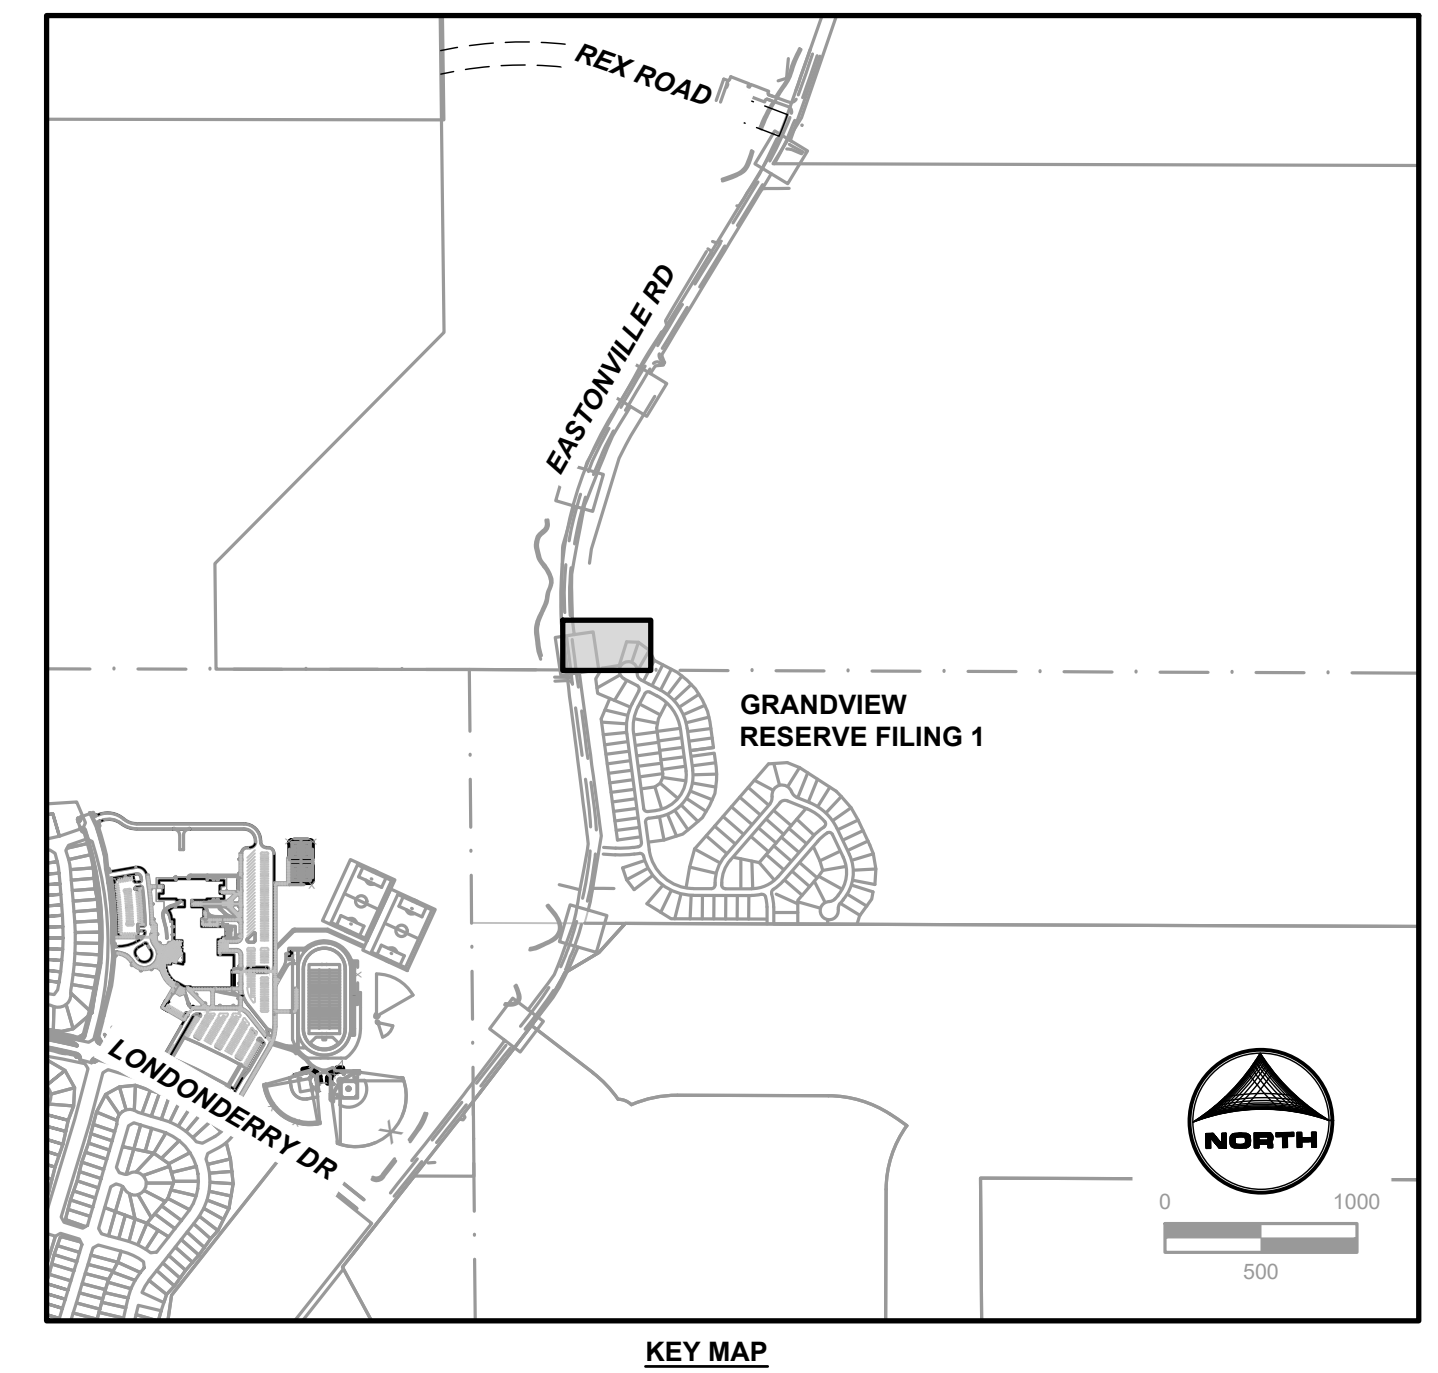 REX ROAD
EASTONVILLE RD
GRANDVIEW
RESERVE FILING 1
LONDONDERRY DR
NORTH
0 1000
500
KEY MAP